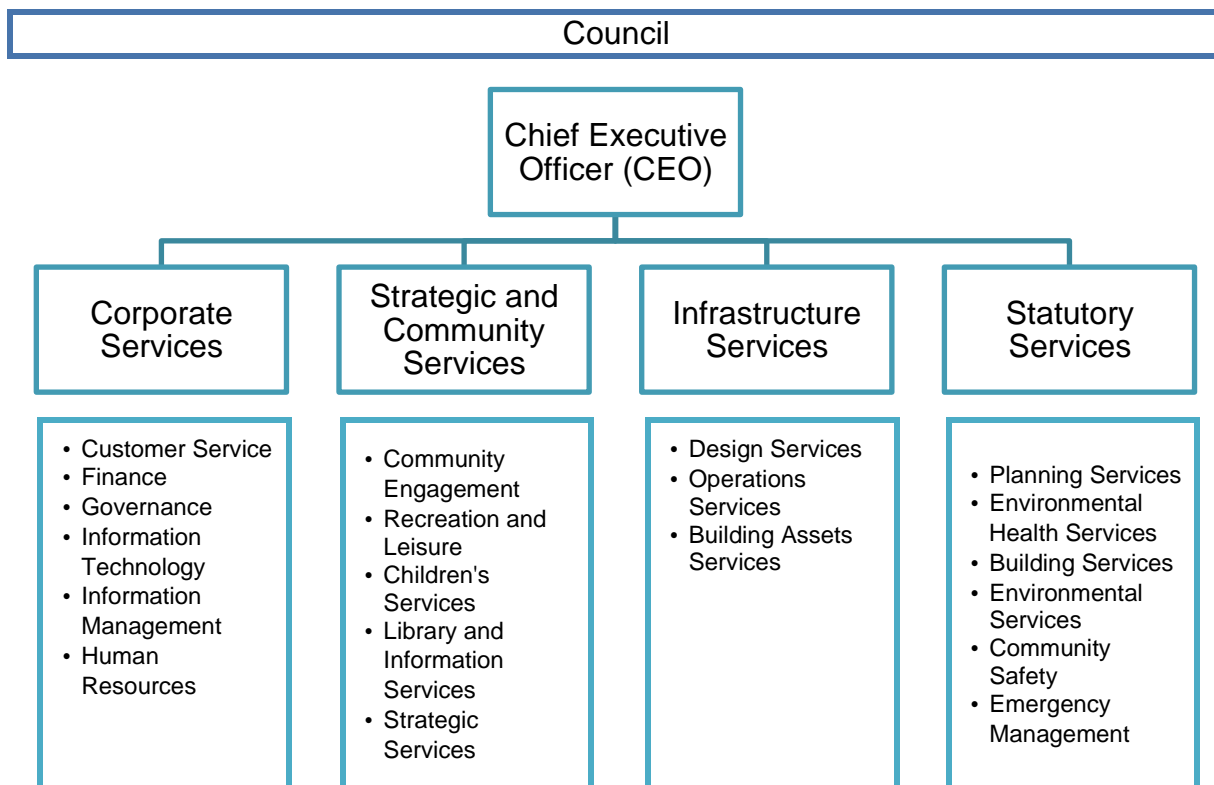 Council
Chief Executive
Officer (CEO)
Corporate
Services
Strategic and
Community
Services
Infrastructure
Services
Statutory
Services
• Customer Service
• Finance
• Governance
• Information
Technology
• Information
Management
• Human
Resources
• Community
Engagement
• Recreation and
Leisure
• Children's
Services
• Library and
Information
Services
• Strategic
Services
• Design Services
• Operations
Services
• Building Assets
Services
• Planning Services
• Environmental
Health Services
• Building Services
• Environmental
Services
• Community
Safety
• Emergency
Management